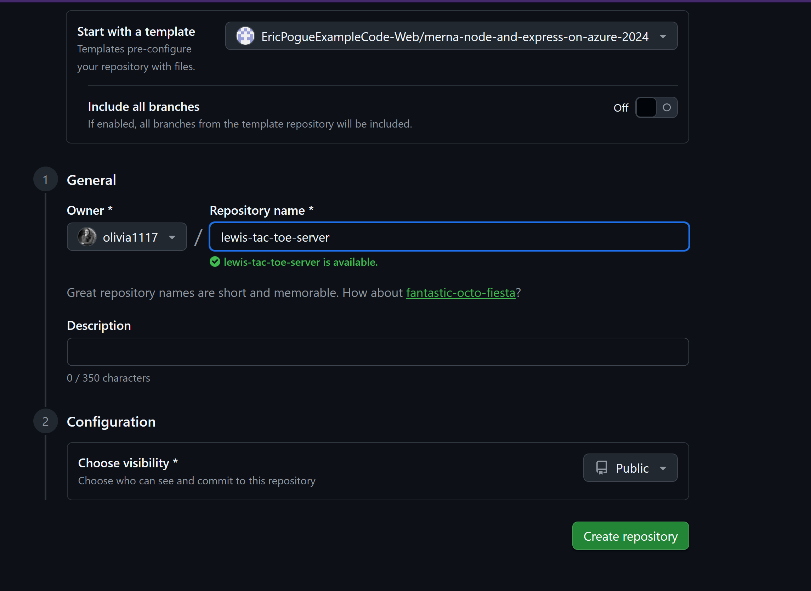 Start with a template
Templates pre-configure
your repository with files.
EricPogueExampleCode-Web/merna-node-and-express-on-azure-2024
Include all branches
If enabled, all branches from the template repository will be included.
Off
1
General
Owner *
Repository name *
olivia1117
/
lewis-tac-toe-server
lewis-tac-toe-server is available.
Great repository names are short and memorable. How about fantastic-octo-fiesta?
Description
0 / 350 characters
2
Configuration
Choose visibility *
Choose who can see and commit to this repository
Public
Create repository